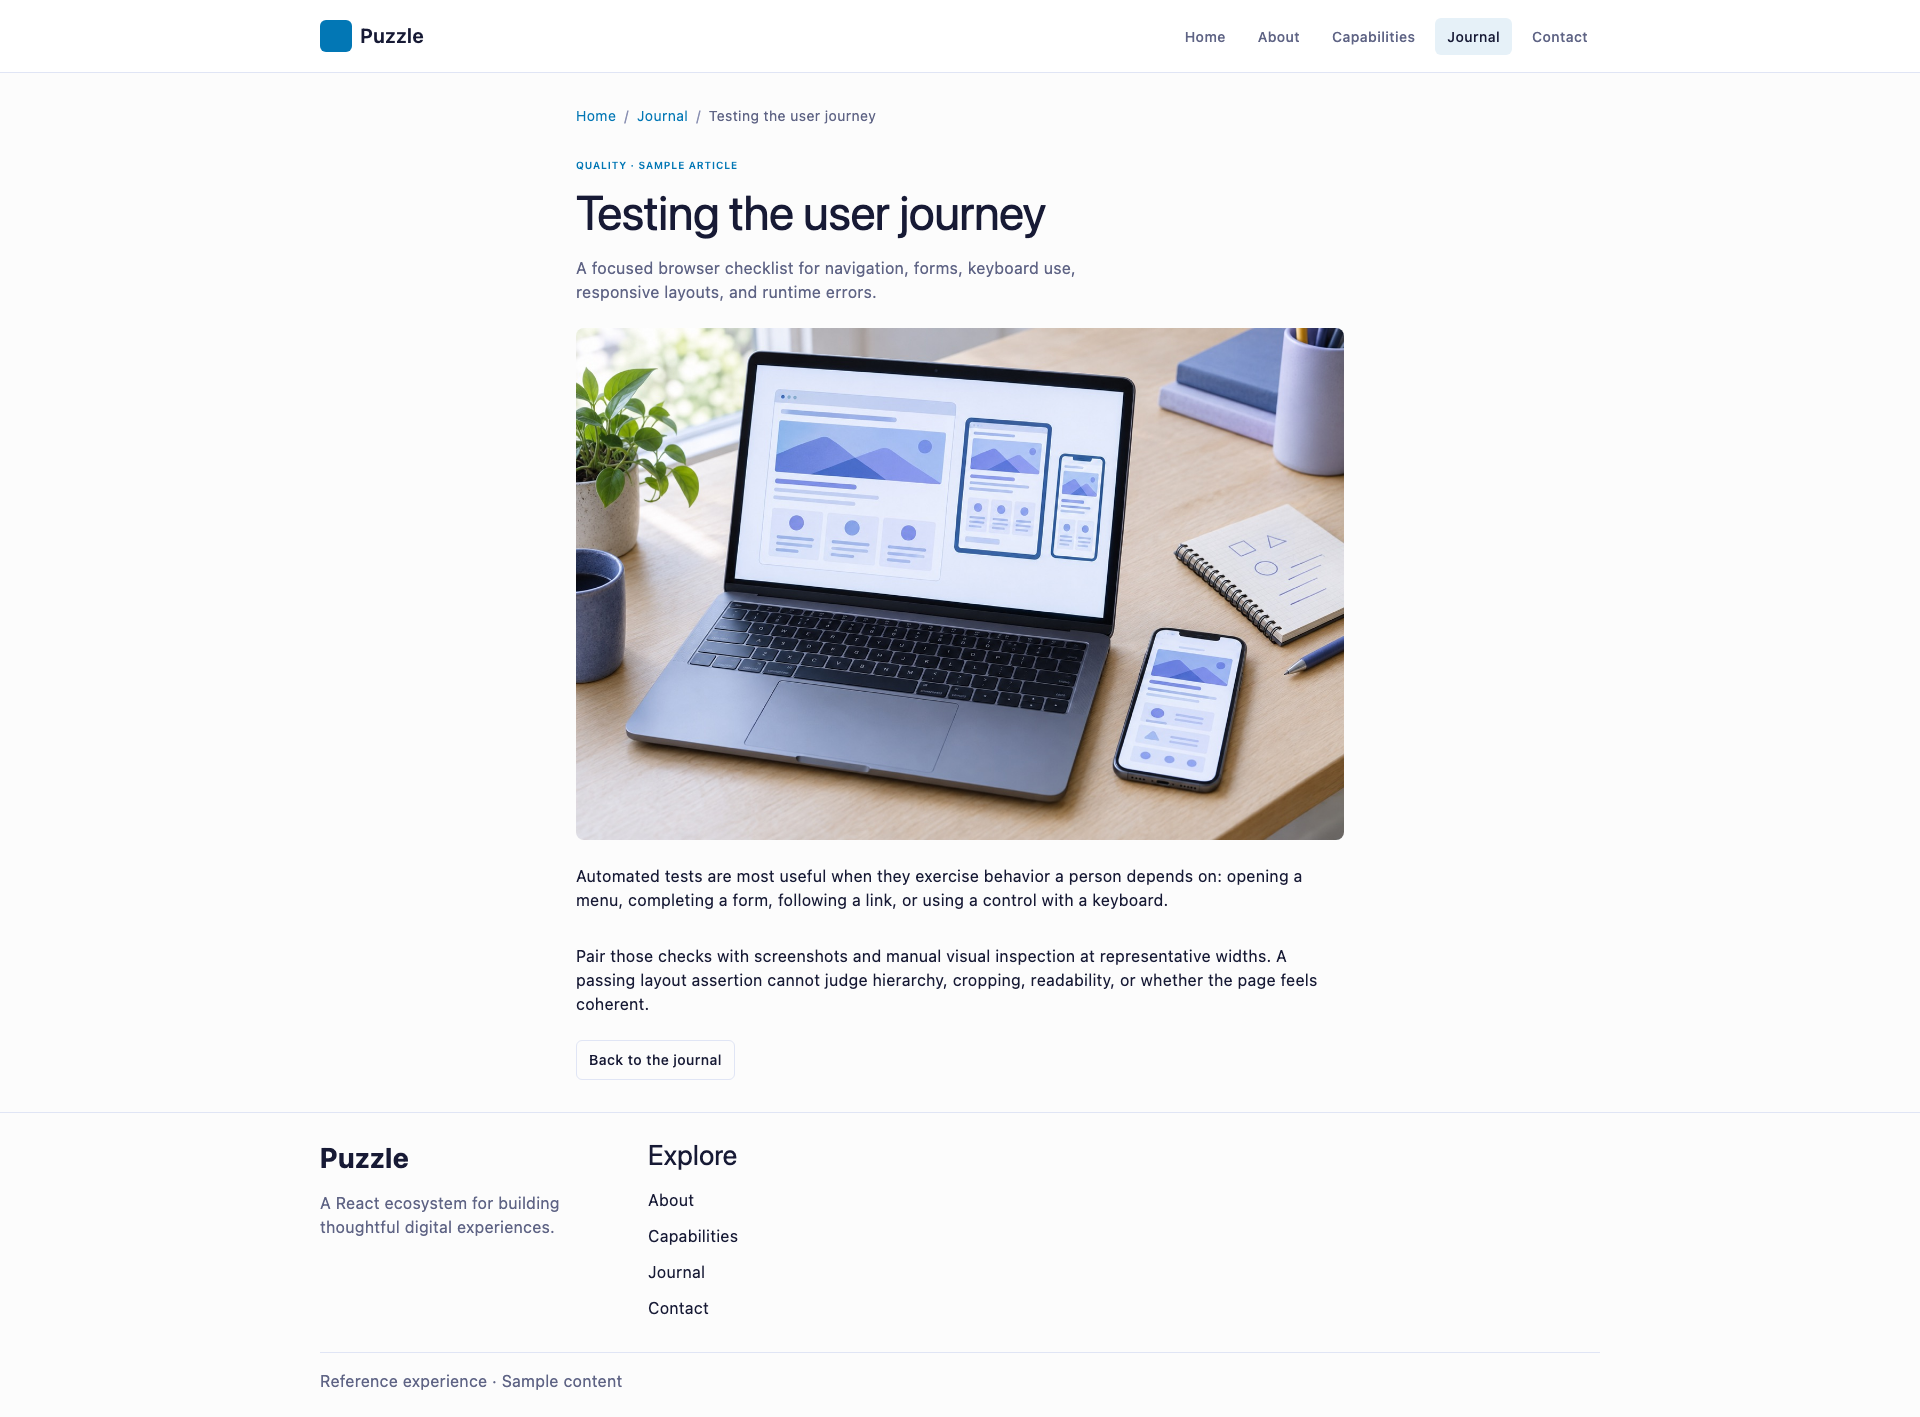 Puzzle
Home
About
Capabilities
Journal
Contact
Home / Journal / Testing the user journey
QUALITY · SAMPLE ARTICLE
Testing the user journey
A focused browser checklist for navigation, forms, keyboard use,
responsive layouts, and runtime errors.
Automated tests are most useful when they exercise behavior a person depends on: opening a
menu, completing a form, following a link, or using a control with a keyboard.
Pair those checks with screenshots and manual visual inspection at representative widths. A
passing layout assertion cannot judge hierarchy, cropping, readability, or whether the page feels
coherent.
Back to the journal
Puzzle
A React ecosystem for building
thoughtful digital experiences.
Explore
About
Capabilities
Journal
Contact
Reference experience · Sample content